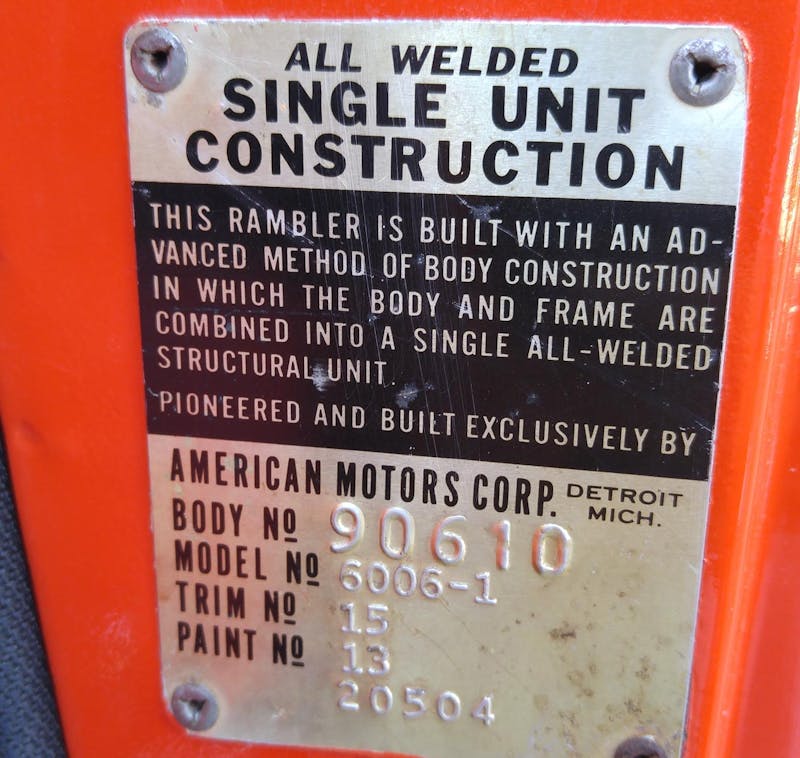 ALL WELDED
SINGLE UNIT
CONSTRUCTION
THIS RAMBLER IS BUILT WITH AN AD-
VANCED METHOD OF BODY CONSTRUCTION
IN WHICH THE BODY AND FRAME ARE
COMBINED INTO A SINGLE ALL-WELDED
STRUCTURAL UNIT.
PIONEERED AND BUILT EXCLUSIVELY BY
AMERICAN MOTORS CORP. DETROIT MICH.
BODY NO 90610
MODEL NO 6006-1
TRIM NO 15
PAINT NO 13
20504